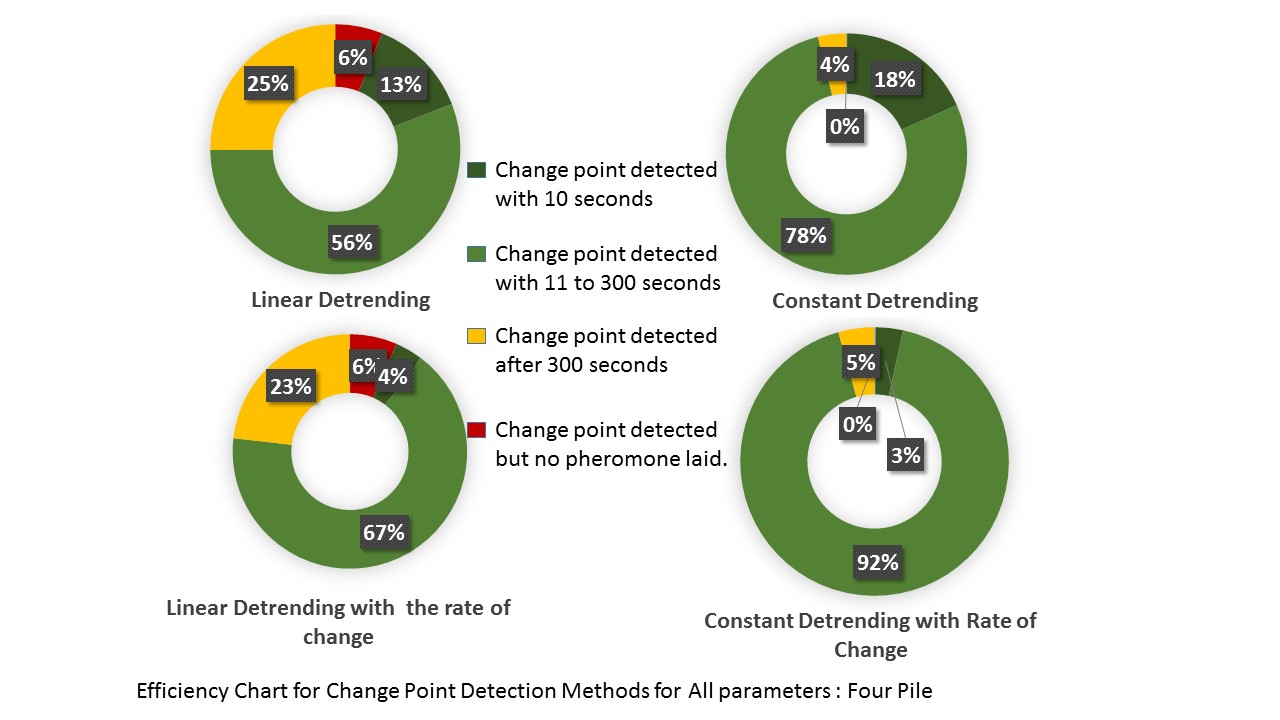 6%
25%
13%
56%
Linear Detrending
4%
18%
0%
78%
Constant Detrending
Change point detected
with 10 seconds
Change point detected
with 11 to 300 seconds
Change point detected
after 300 seconds
Change point detected
but no pheromone laid.
6%
4%
23%
67%
Linear Detrending with the rate of
change
5%
0%
3%
92%
Constant Detrending with Rate of
Change
Efficiency Chart for Change Point Detection Methods for All parameters : Four Pile